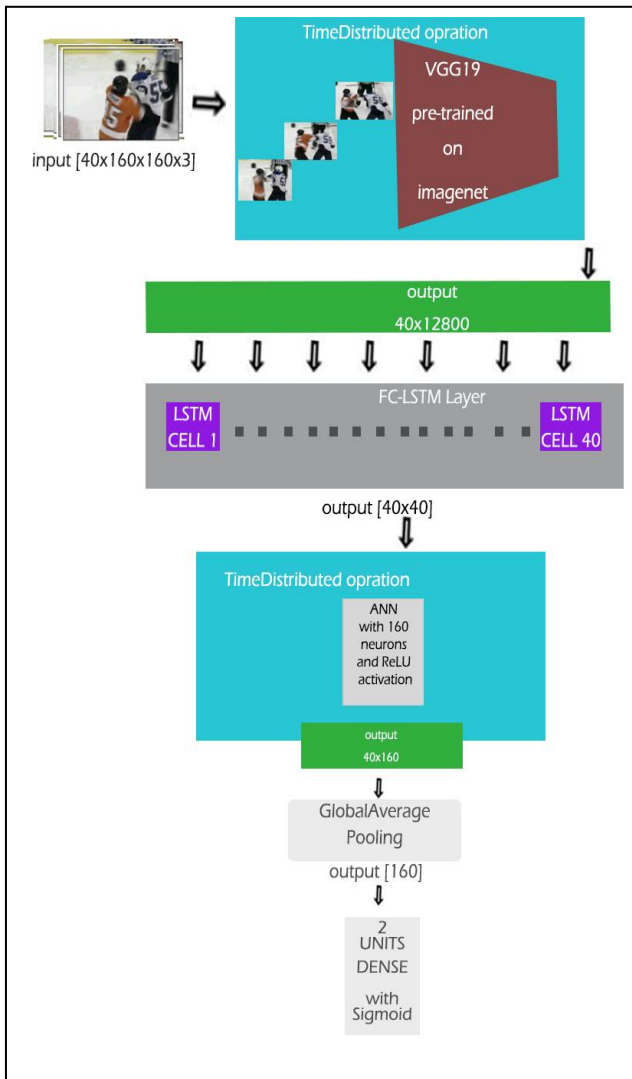 TimeDistributed opration
VGG19
pre-trained
on
imagenet
input [40x160x160x3]
output
40x12800
FC-LSTM Layer
LSTM
CELL 1
LSTM
CELL 40
output [40x40]
TimeDistributed opration
ANN
with 160
neurons
and ReLU
activation
output
40x160
GlobalAverage
Pooling
output [160]
2
UNITS
DENSE
with
Sigmoid